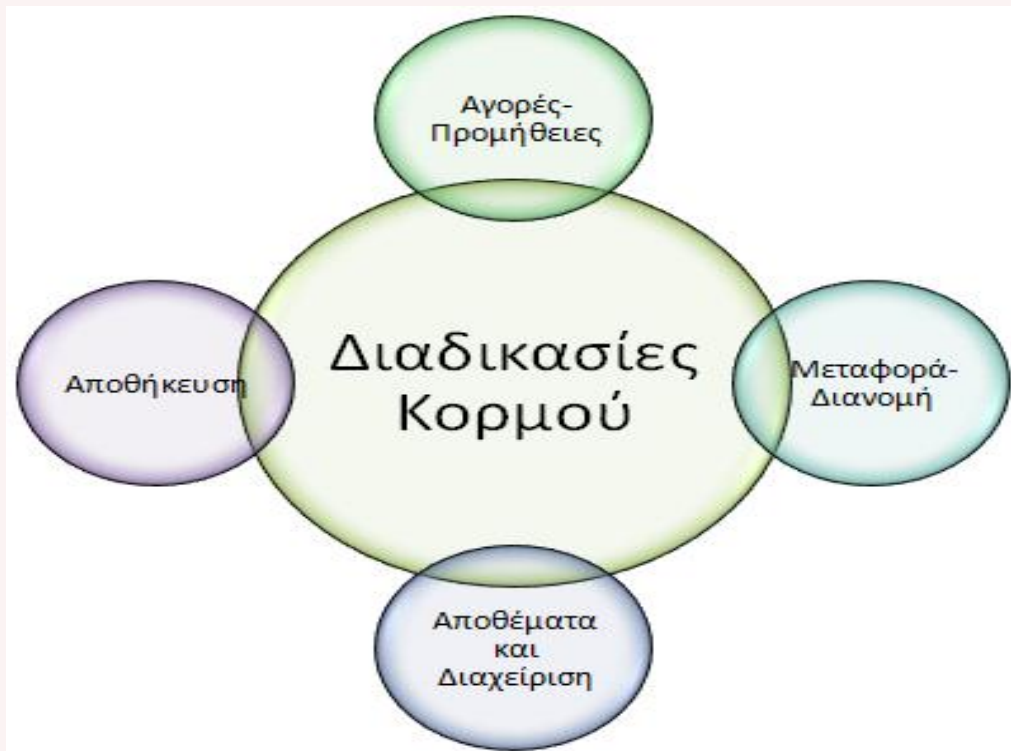 Αγορές-
Προμήθειες
Διαδικασίες
Κορμού
Αποθήκευση
Μεταφορά-
Διανομή
Αποθέματα
και
Διαχείριση